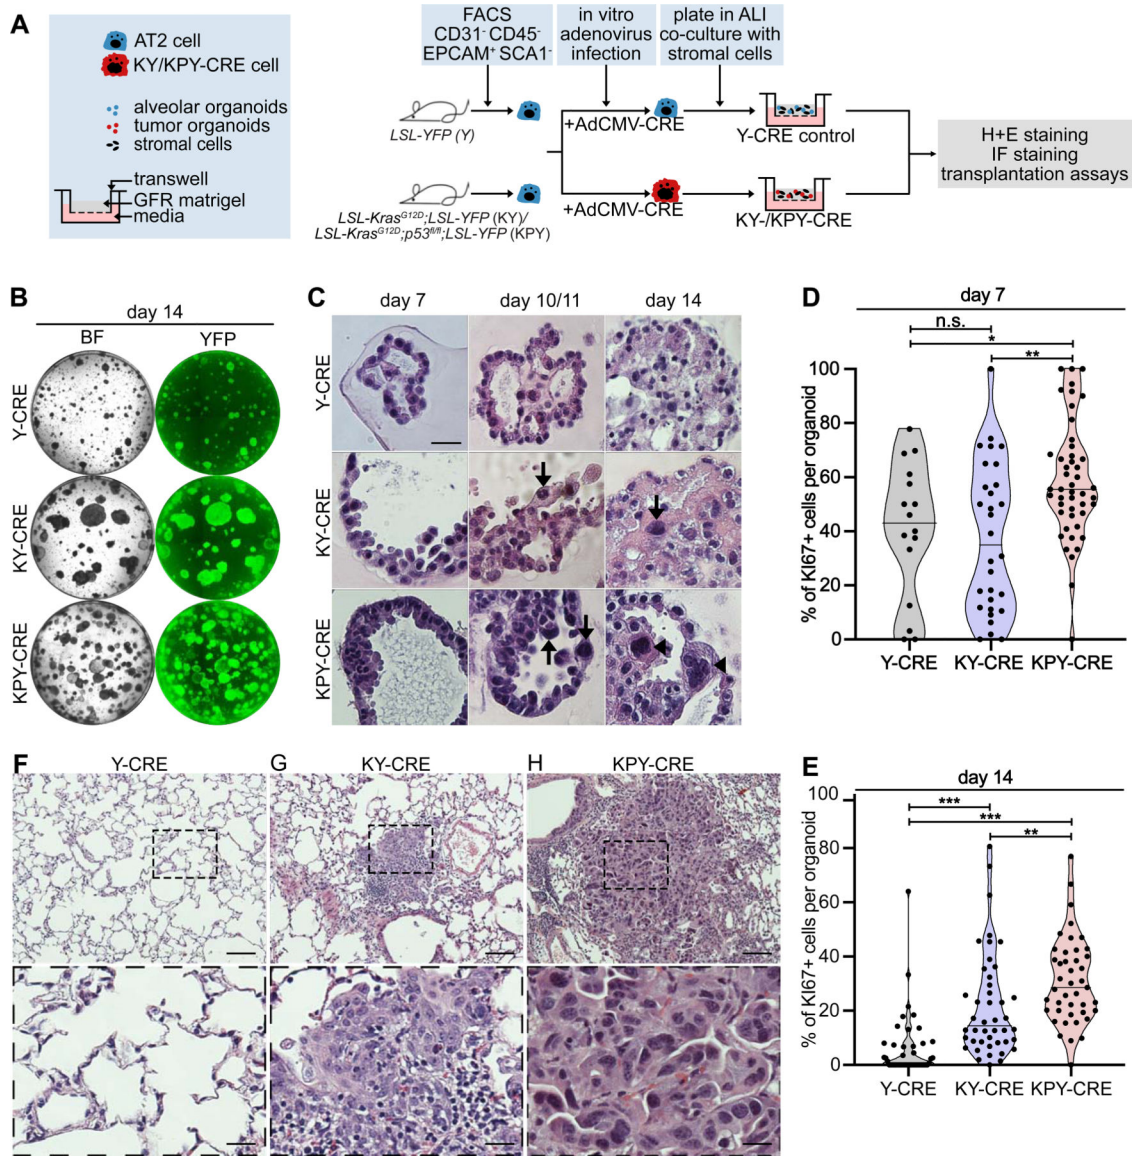 A
AT2 cell
KY/KPY-CRE cell
alveolar organoids
tumor organoids
stromal cells
transwell
GFR matrigel
media
FACS
CD31⁻ CD45⁻
EPCAM⁺ SCA1⁻
in vitro
adenovirus
infection
plate in ALI
co-culture with
stromal cells
LSL-YFP (Y)
+AdCMV-CRE
Y-CRE control
LSL-Krasᴳ¹²ᴰ;LSL-YFP (KY)/
LSL-Krasᴳ¹²ᴰ;p53ᶠˡ/ᶠˡ;LSL-YFP (KPY)
+AdCMV-CRE
KY-/KPY-CRE
H+E staining
IF staining
transplantation assays
B
day 14
BF
YFP
Y-CRE
KY-CRE
KPY-CRE
C
day 7
day 10/11
day 14
Y-CRE
KY-CRE
KPY-CRE
D
day 7
n.s.
*
**
% of KI67+ cells per organoid
100
80
60
40
20
0
Y-CRE
KY-CRE
KPY-CRE
F
Y-CRE
G
KY-CRE
H
KPY-CRE
E
day 14
***
***
**
% of KI67+ cells per organoid
100
80
60
40
20
0
Y-CRE
KY-CRE
KPY-CRE